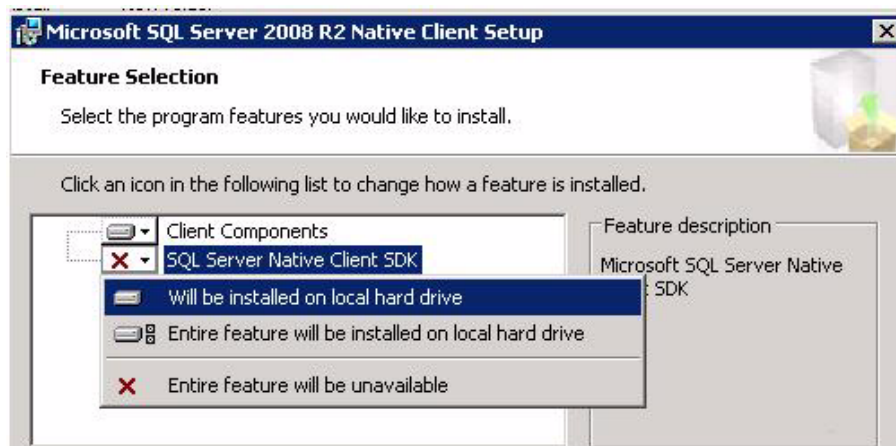 Microsoft SQL Server 2008 R2 Native Client Setup
Feature Selection
Select the program features you would like to install.
Click an icon in the following list to change how a feature is installed.
Client Components
SQL Server Native Client SDK
Will be installed on local hard drive
Entire feature will be installed on local hard drive
Entire feature will be unavailable
Feature description
Microsoft SQL Server Native
SDK